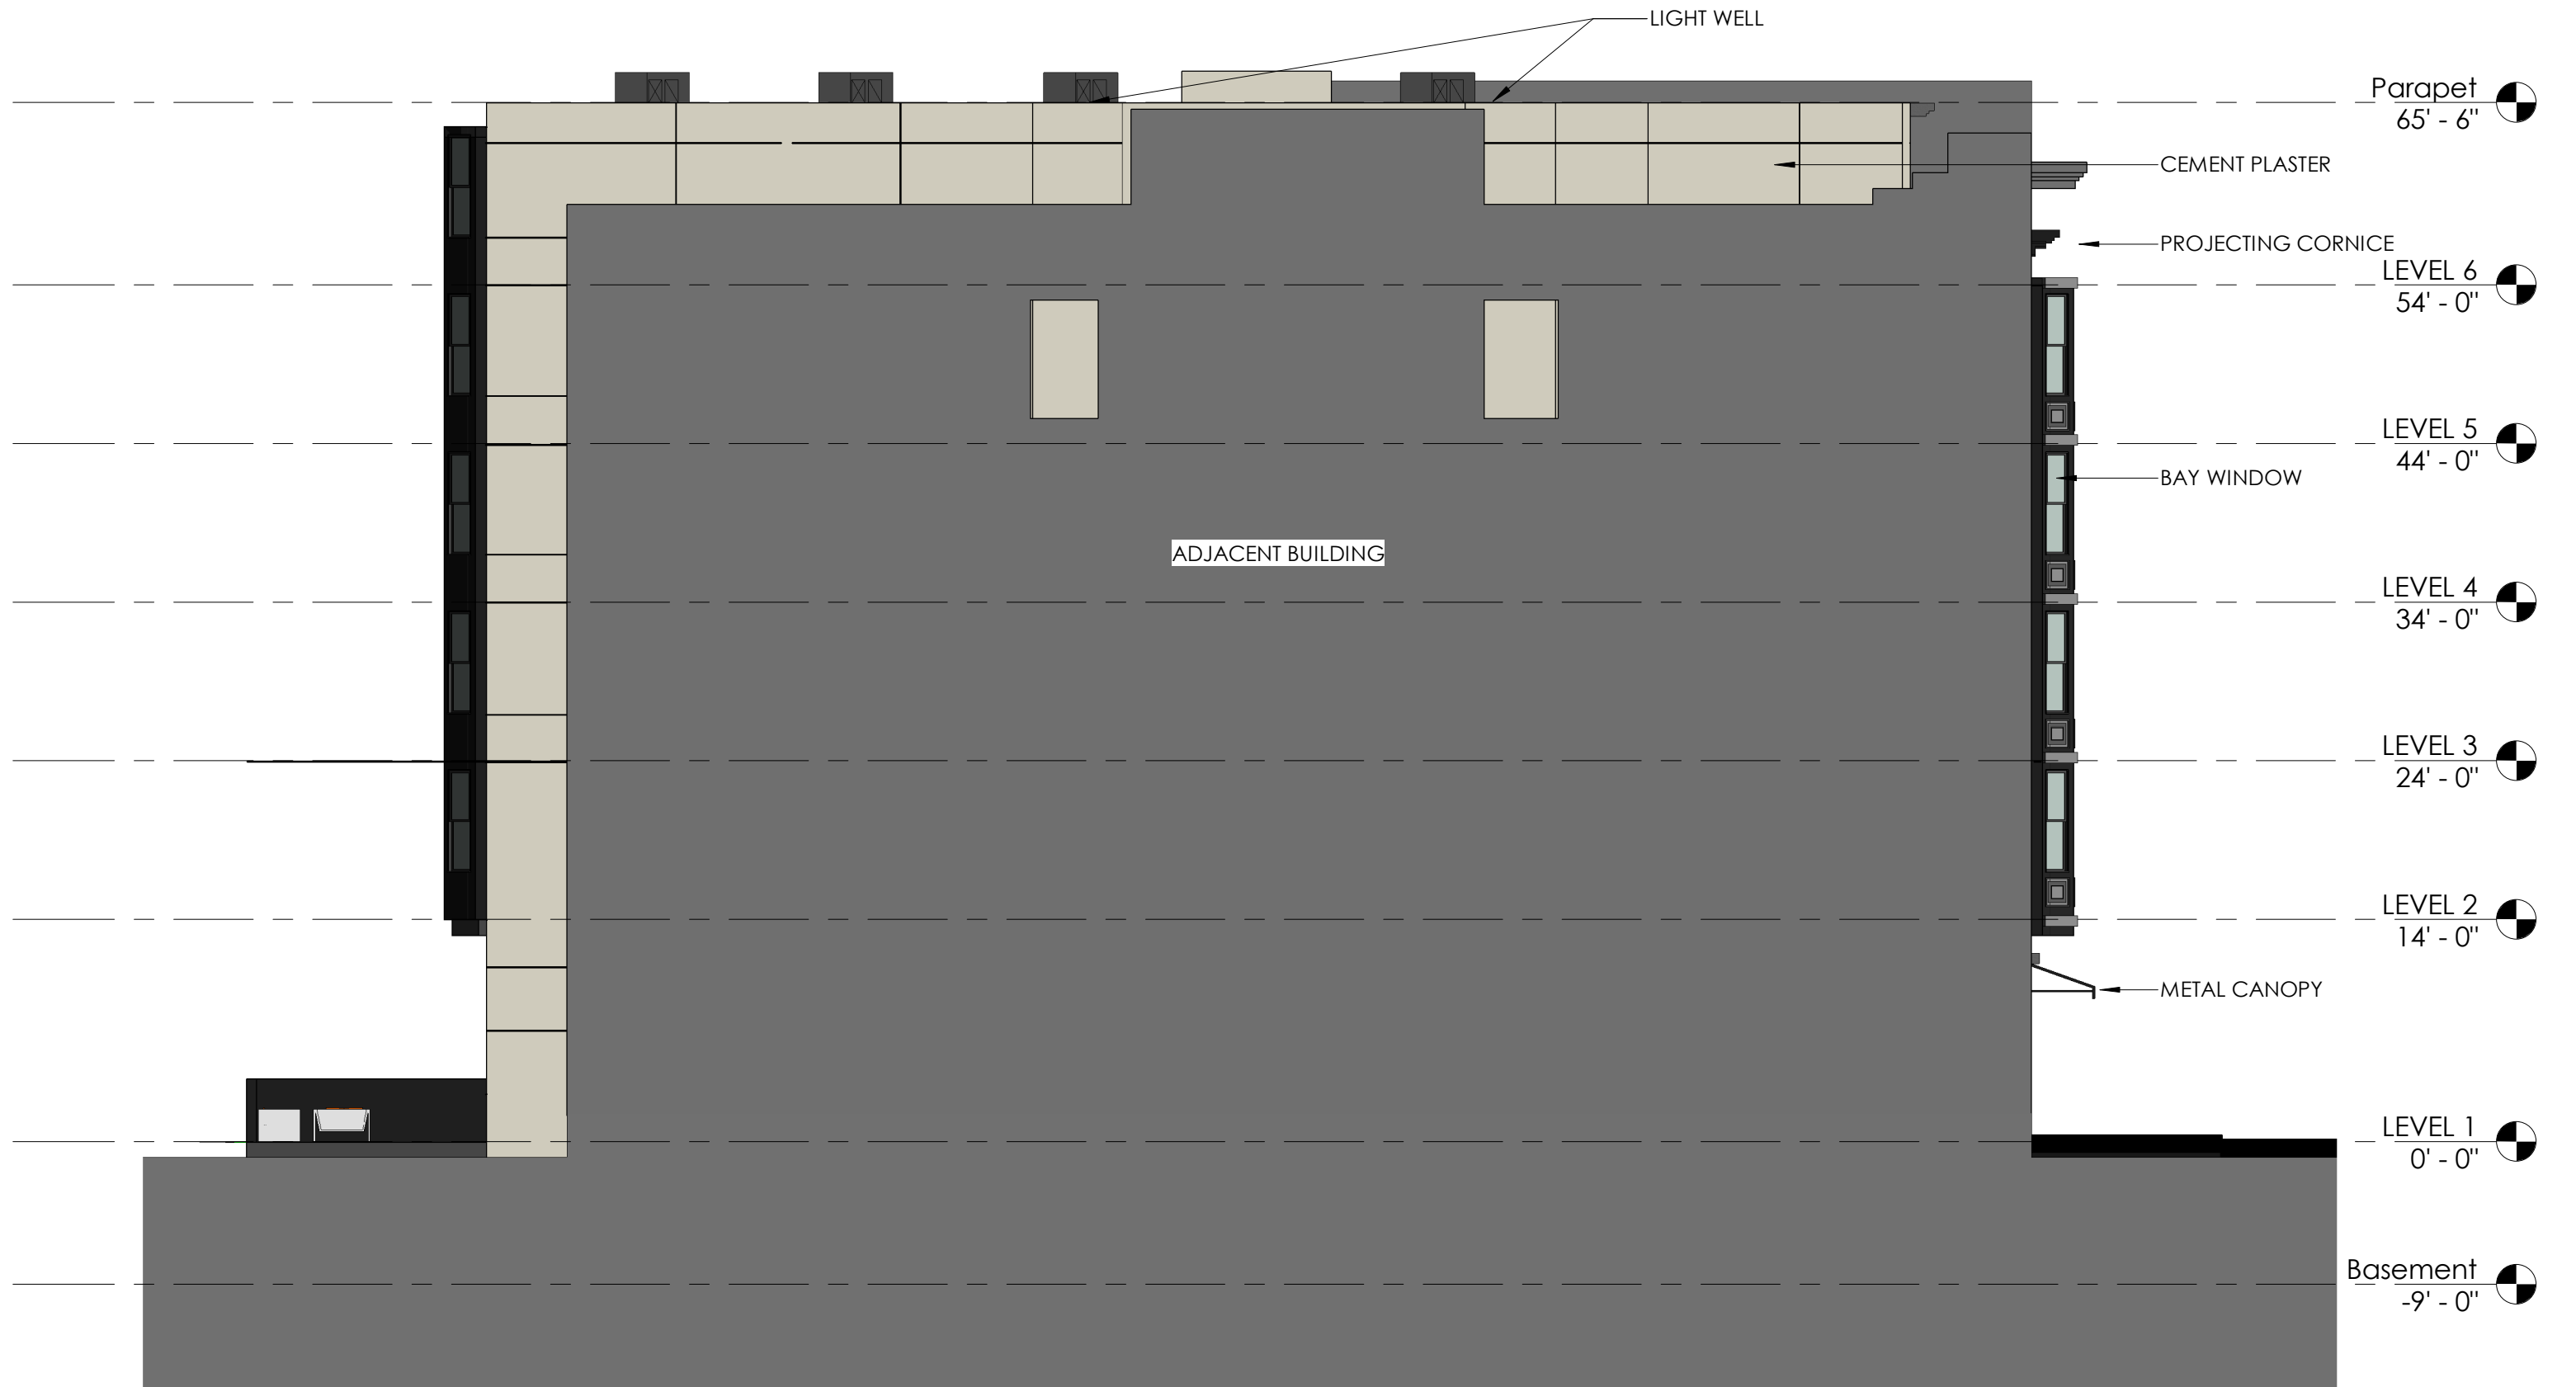 LIGHT WELL
Parapet
65' - 6"
CEMENT PLASTER
PROJECTING CORNICE
LEVEL 6
54' - 0"
LEVEL 5
44' - 0"
BAY WINDOW
ADJACENT BUILDING
LEVEL 4
34' - 0"
LEVEL 3
24' - 0"
LEVEL 2
14' - 0"
METAL CANOPY
LEVEL 1
0' - 0"
Basement
-9' - 0"